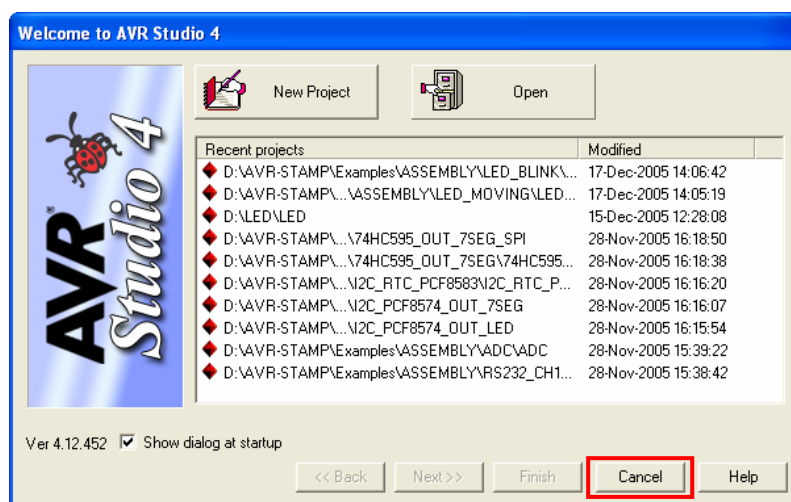 Welcome to AVR Studio 4
New Project
Open
AVR®
Studio 4
Recent projects Modified
D:\AVR-STAMP\Examples\ASSEMBLY\LED_BLINK\... 17-Dec-2005 14:06:42
D:\AVR-STAMP\...\ASSEMBLY\LED_MOVING\LED... 17-Dec-2005 14:05:19
D:\LED\LED 15-Dec-2005 12:28:08
D:\AVR-STAMP\...\74HC595_OUT_7SEG_SPI 28-Nov-2005 16:18:50
D:\AVR-STAMP\...\74HC595_OUT_7SEG\74HC595... 28-Nov-2005 16:18:38
D:\AVR-STAMP\...\I2C_RTC_PCF8583\I2C_RTC_P... 28-Nov-2005 16:16:20
D:\AVR-STAMP\...\I2C_PCF8574_OUT_7SEG 28-Nov-2005 16:16:07
D:\AVR-STAMP\...\I2C_PCF8574_OUT_LED 28-Nov-2005 16:15:54
D:\AVR-STAMP\Examples\ASSEMBLY\ADC\ADC 28-Nov-2005 15:39:22
D:\AVR-STAMP\Examples\ASSEMBLY\RS232_CH1... 28-Nov-2005 15:38:42
Ver 4.12.452 Show dialog at startup
<< Back Next >> Finish Cancel Help